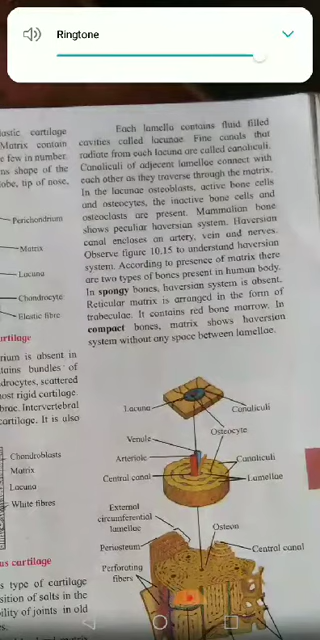 Ringtone
lastic cartilage
Matrix contain
e few in number.
ns shape of the
lobe, tip of nose,
Perichondrium
Matrix
Lacuna
Chondrocyte
Elastic fibre
artilage
rium is absent in
tains bundles of
drocytes, scattered
ost rigid cartilage.
brae. Intervertebral
cartilage. It is also
Chondroblasts
Matrix
Lacuna
White fibres
us cartilage
s type of cartilage
sition of salts in the
ility of joints in old
Each lamella contains fluid filled
cavities called lacunae. Fine canals that
radiate from each lacuna are called canaliculi.
Canaliculi of adjecent lamellae connect with
each other as they traverse through the matrix.
In the lacunae osteoblasts, active bone cells
and osteocytes, the inactive bone cells and
osteoclasts are present. Mammalian bone
shows peculiar haversian system. Haversian
canal encloses an artery, vein and nerves.
Observe figure 10.15 to understand haversian
system. According to presence of matrix there
are two types of bones present in human body.
In spongy bones, haversian system is absent.
Reticular matrix is arranged in the form of
trabeculae. It contains red bone marrow. In
compact bones, matrix shows haversian
system without any space between lamellae.
Lacuna
Canaliculi
Osteocyte
Venule
Arteriole
Canaliculi
Central canal
Lamellae
External
circumferential
lamellae
Osteon
Periosteum
Central canal
Perforating
fibers